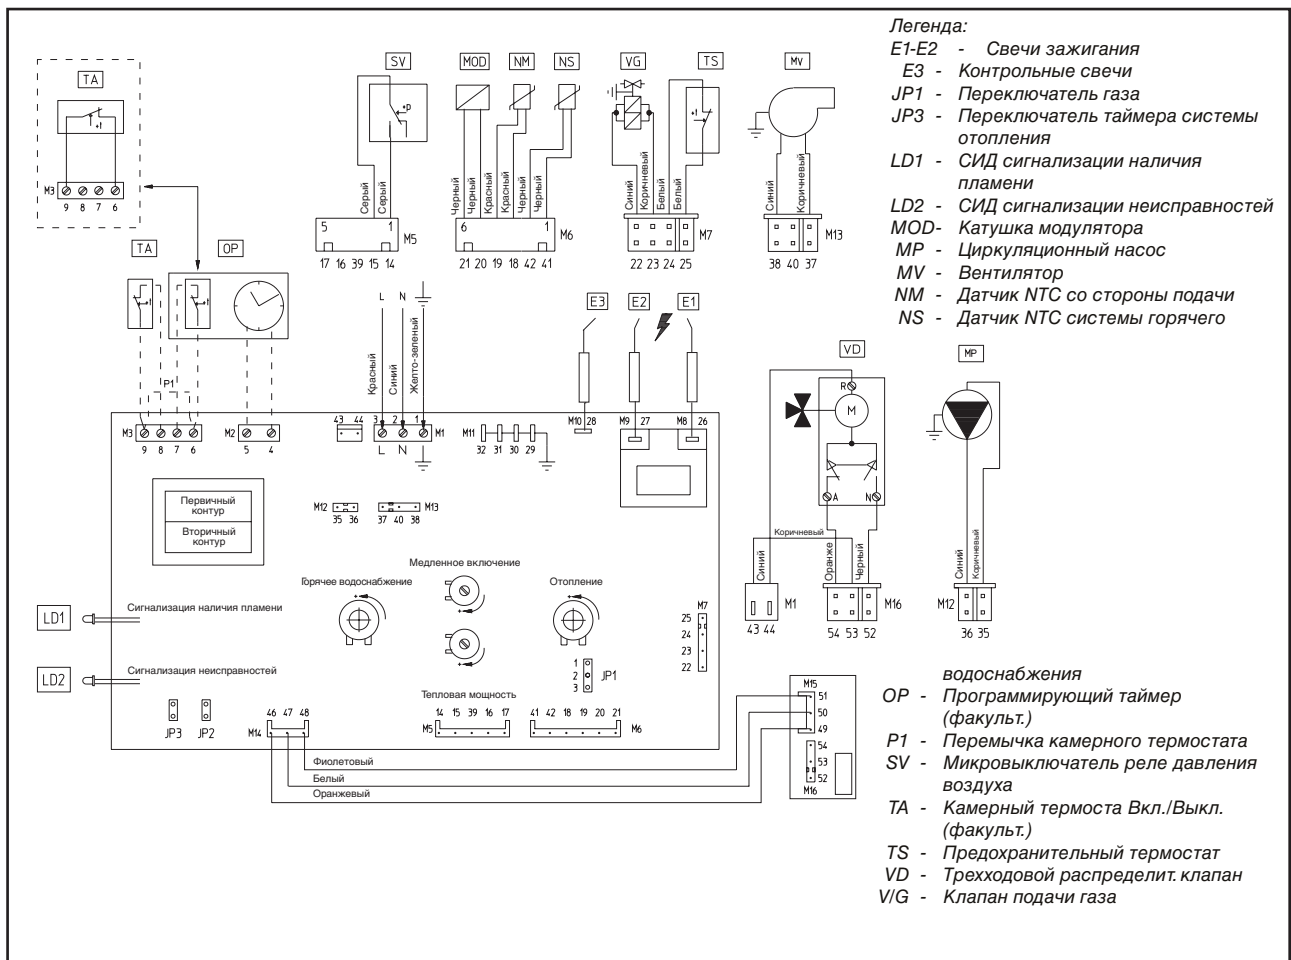 Легенда:
E1-E2 - Свечи зажигания
E3 - Контрольные свечи
JP1 - Переключатель газа
JP3 - Переключатель таймера системы
отопления
LD1 - СИД сигнализации наличия
пламени
LD2 - СИД сигнализации неисправностей
MOD- Катушка модулятора
MP - Циркуляционный насос
MV - Вентилятор
NM - Датчик NTC со стороны подачи
NS - Датчик NTC системы горячего
TA
M3
9 8 7 6
SV MOD NM NS VG TS MV
P
Серый Серый
Черный Черный Красный Красный Черный Черный
Синий Коричневый Белый Белый
Синий Коричневый
5 1 M5
17 16 39 15 14
6 1 M6
21 20 19 18 42 41
M7
22 23 24 25
M13
38 40 37
TA OP
P1
L N
Красный Синий Желто-зеленый
E3 E2 E1
VD MP
R
M
A N
M3
9 8 7 6
M2
5 4
43 44
3 2 1 M1
L N
M11
32 31 30 29
M10 28
M9 27
M8 26
Первичный
контур
Вторичный
контур
M12
35 36
M13
37 40 38
Медленное включение
Горячее водоснабжение
Отопление
Коричневый
Синий
Оранже
Черный
Синий
Коричневый
M1
43 44
M16
54 53 52
M12
36 35
LD1
Сигнализация наличия пламени
M7
25
24
23
22
LD2
Сигнализация неисправностей
1
2
3
JP1
Тепловая мощность
JP3 JP2
46 47 48
M14
14 15 39 16 17
M5
41 42 18 19 20 21
M6
Фиолетовый
Белый
Оранжевый
M15
51
50
49
54
53
52
M16
водоснабжения
OP - Программирующий таймер
(факульт.)
P1 - Перемычка камерного термостата
SV - Микровыключатель реле давления
воздуха
TA - Камерный термоста Вкл./Выкл.
(факульт.)
TS - Предохранительный термостат
VD - Трехходовой распределит. клапан
V/G - Клапан подачи газа